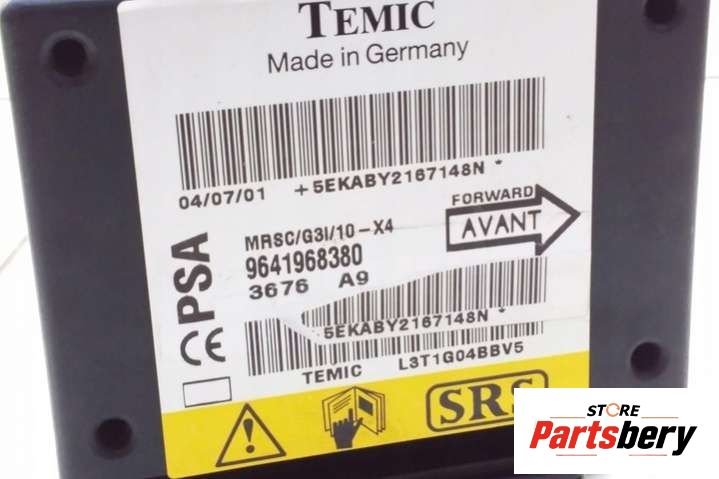 TEMIC
Made in Germany
04/07/01 +5EKABY2167148N *
FORWARD
AVANT
MRSC/G3I/10-X4
9641968380
3676 A9
PSA
CE
5EKABY2167148N *
TEMIC L3T1G04BBV5
SRS
STORE
Partsbery